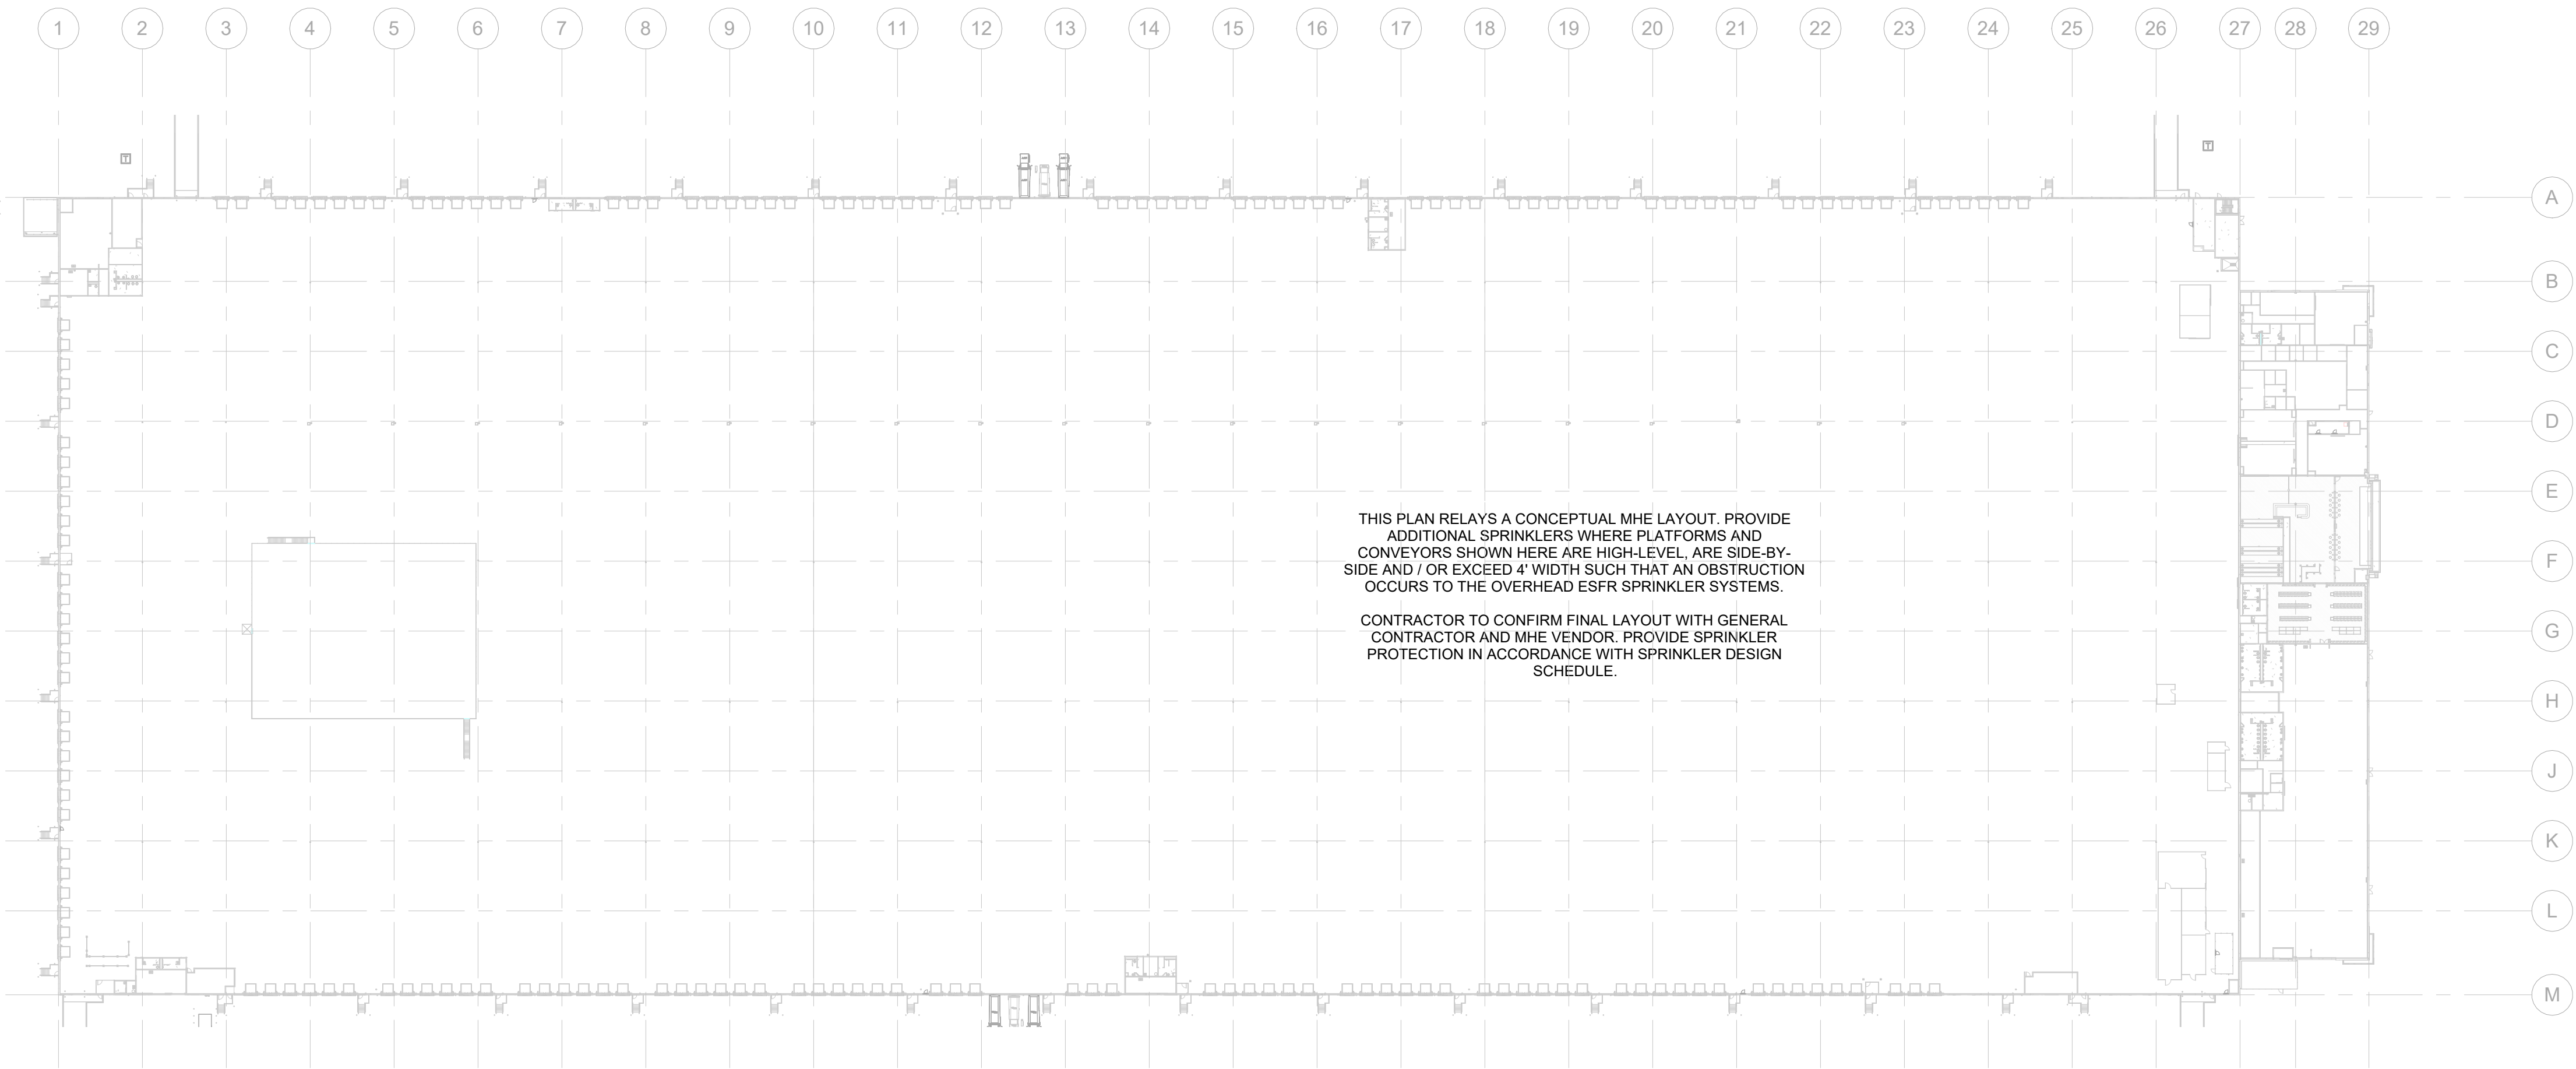 1 2 3 4 5 6 7 8 9 10 11 12 13 14 15 16 17 18 19 20 21 22 23 24 25 26 27 28 29
T T
A
B
C
D
E
THIS PLAN RELAYS A CONCEPTUAL MHE LAYOUT. PROVIDE
ADDITIONAL SPRINKLERS WHERE PLATFORMS AND
CONVEYORS SHOWN HERE ARE HIGH-LEVEL, ARE SIDE-BY-
SIDE AND / OR EXCEED 4' WIDTH SUCH THAT AN OBSTRUCTION
OCCURS TO THE OVERHEAD ESFR SPRINKLER SYSTEMS.
F
CONTRACTOR TO CONFIRM FINAL LAYOUT WITH GENERAL
CONTRACTOR AND MHE VENDOR. PROVIDE SPRINKLER
PROTECTION IN ACCORDANCE WITH SPRINKLER DESIGN
SCHEDULE.
G
H
J
K
L
M